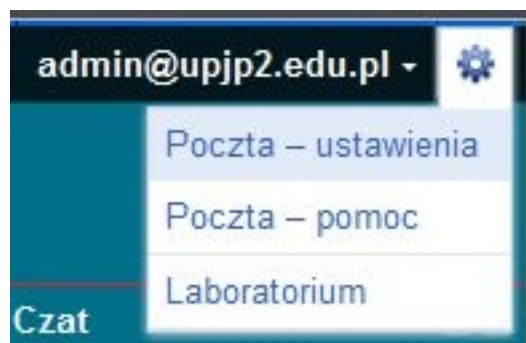 admin@upjp2.edu.pl
Poczta – ustawienia
Poczta – pomoc
Laboratorium
Czat